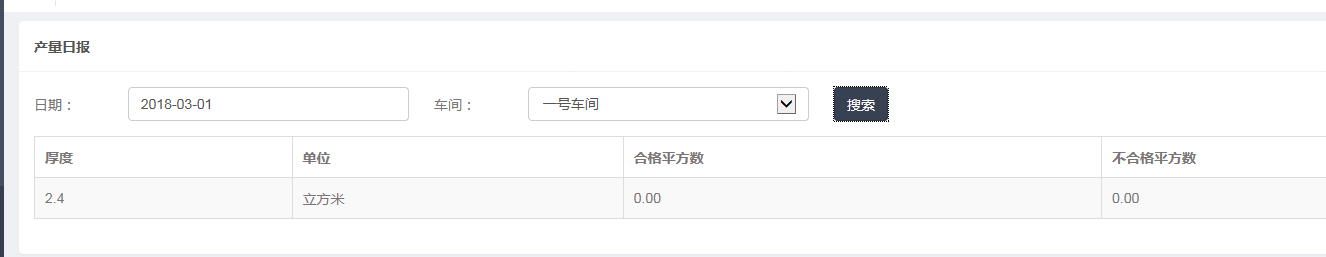 产量日报
日期： 2018-03-01 车间： 一号车间 搜索
厚度 单位 合格平方数 不合格平方数
2.4 立方米 0.00 0.00